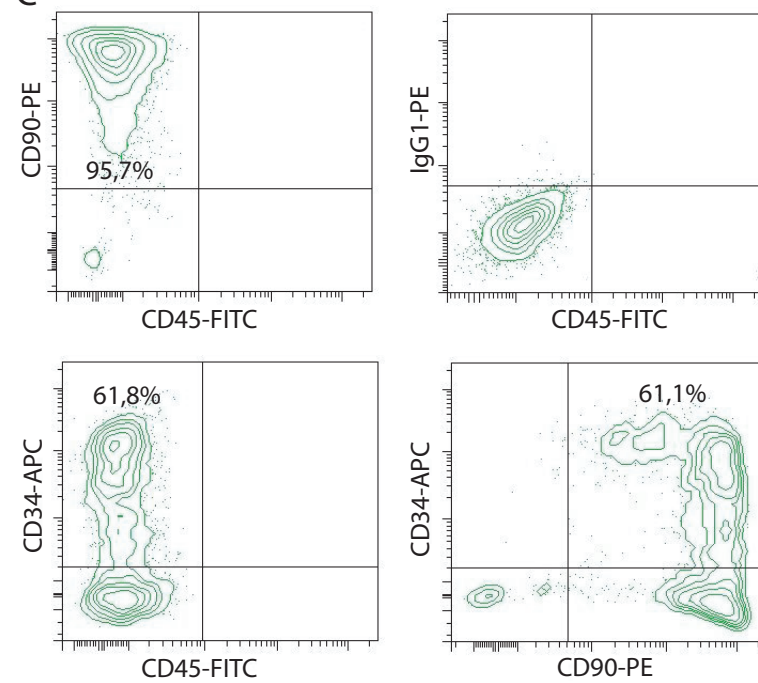 CD90-PE
95,7%
CD45-FITC
IgG1-PE
CD45-FITC
CD34-APC
61,8%
CD45-FITC
CD34-APC
61,1%
CD90-PE